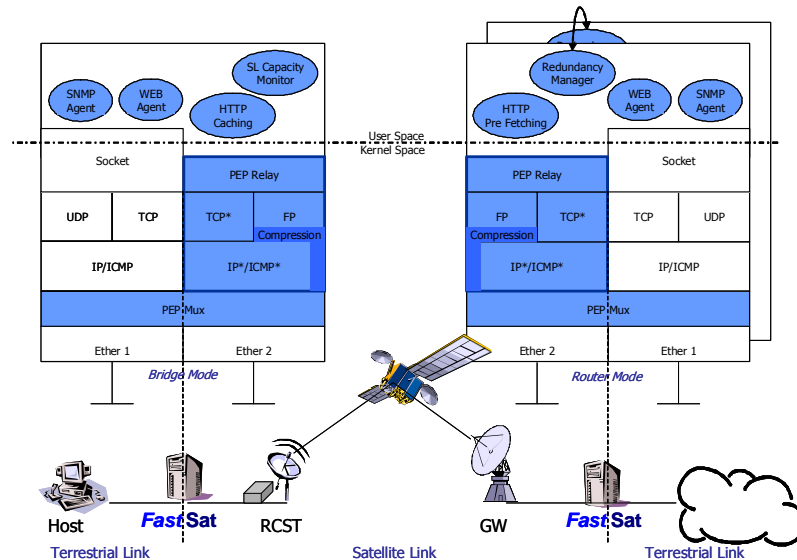 SL Capacity
Monitor
SNMP
Agent
WEB
Agent
HTTP
Caching
Redundancy
Manager
HTTP
Pre Fetching
WEB
Agent
SNMP
Agent
User Space
Kernel Space
Socket
PEP Relay
UDP
TCP
TCP*
FP
Compression
IP/ICMP
IP*/ICMP*
PEP Mux
Ether 1
Ether 2
Bridge Mode
PEP Relay
Socket
FP
TCP*
TCP
UDP
Compression
IP*/ICMP*
IP/ICMP
PEP Mux
Ether 2
Ether 1
Router Mode
Host
FastSat
RCST
GW
FastSat
Terrestrial Link
Satellite Link
Terrestrial Link